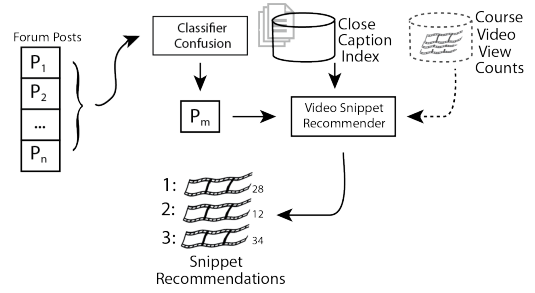 Forum Posts
P1
P2
...
Pn
Classifier
Confusion
Pm
Close
Caption
Index
Course
Video
View
Counts
Video Snippet
Recommender
1: 28
2: 12
3: 34
Snippet
Recommendations